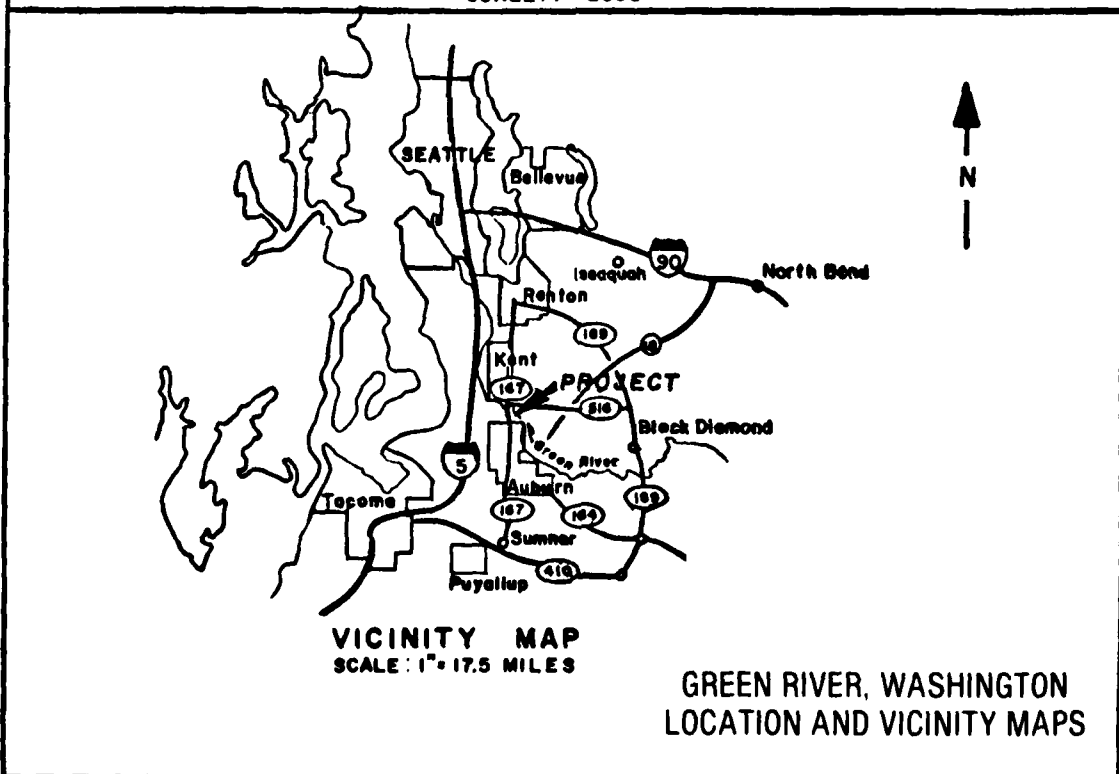 SEATTLE
Bellevue
N
90
Issaquah
North Bend
Renton
169
18
Kent
167
PROJECT
516
Black Diamond
Green River
5
Auburn
Tacoma
167
164
169
Sumner
410
Puyallup
VICINITY MAP
SCALE: 1"= 17.5 MILES
GREEN RIVER, WASHINGTON
LOCATION AND VICINITY MAPS